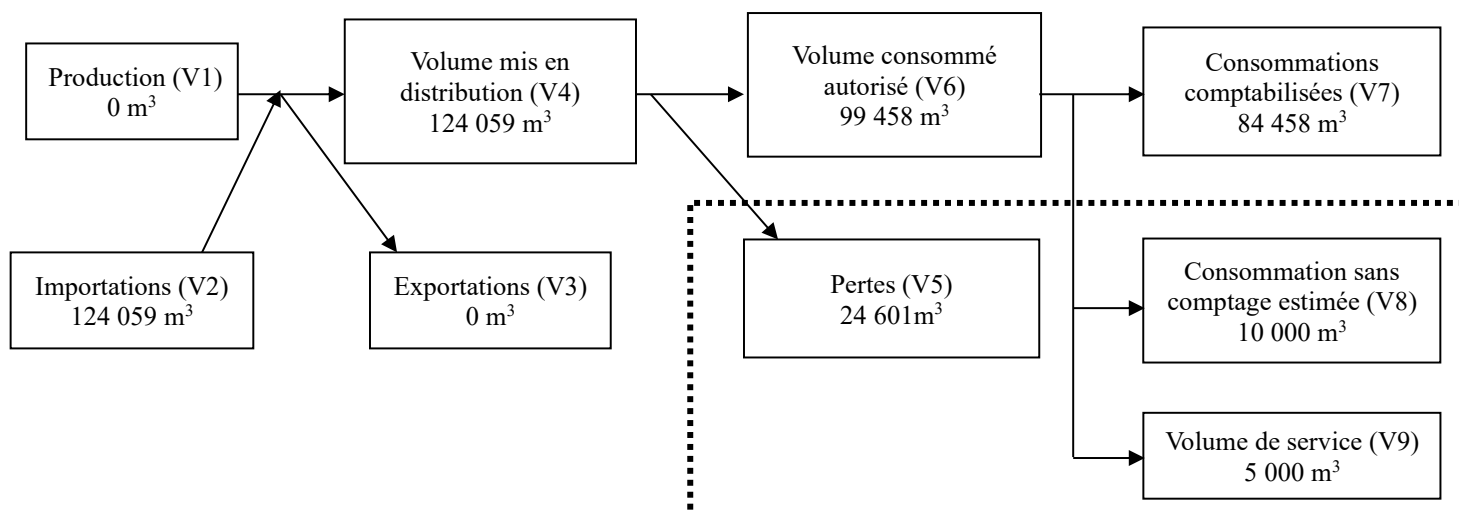 Production (V1)
0 m³
Volume mis en
distribution (V4)
124 059 m³
Volume consommé
autorisé (V6)
99 458 m³
Consommations
comptabilisées (V7)
84 458 m³
Importations (V2)
124 059 m³
Exportations (V3)
0 m³
Pertes (V5)
24 601m³
Consommation sans
comptage estimée (V8)
10 000 m³
Volume de service (V9)
5 000 m³